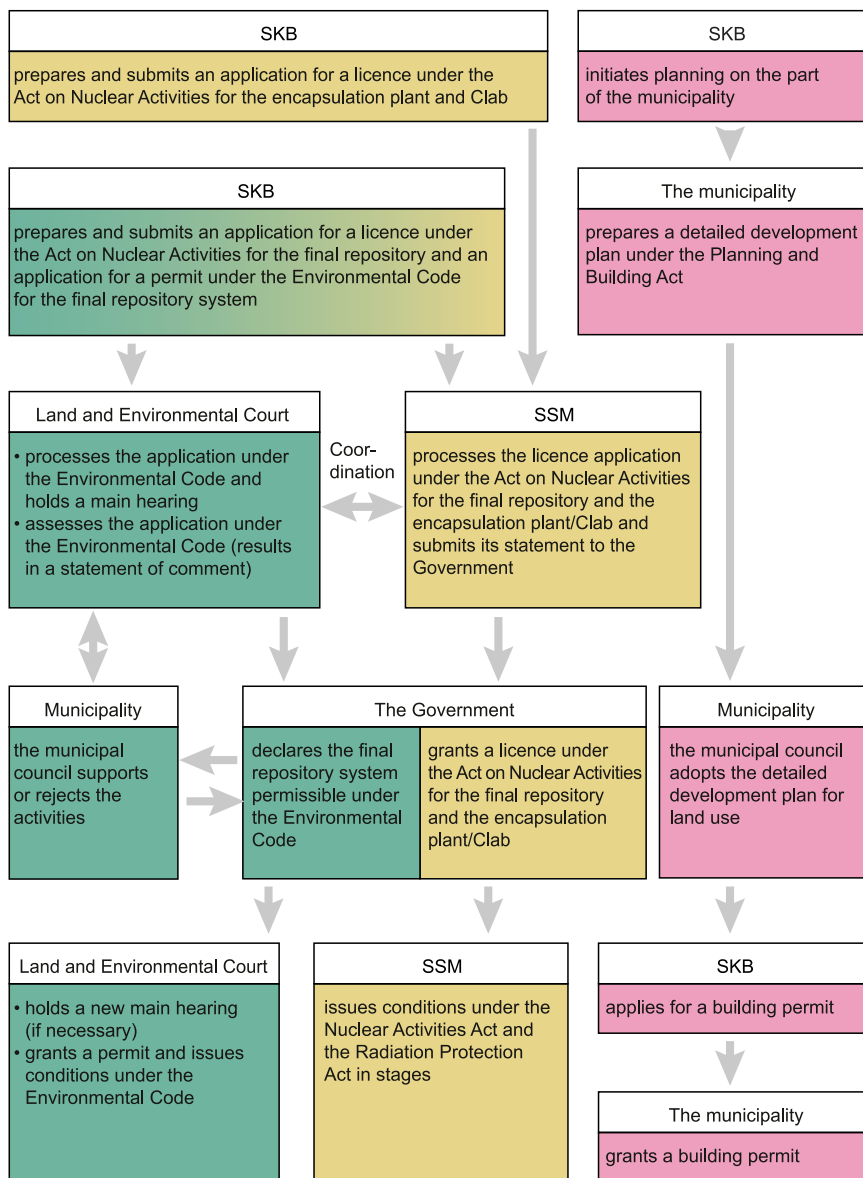 SKB
prepares and submits an application for a licence under the
Act on Nuclear Activities for the encapsulation plant and Clab
SKB
initiates planning on the part
of the municipality
SKB
prepares and submits an application for a licence under
the Act on Nuclear Activities for the final repository and an
application for a permit under the Environmental Code
for the final repository system
The municipality
prepares a detailed development
plan under the Planning and
Building Act
Land and Environmental Court
• processes the application under
the Environmental Code and
holds a main hearing
• assesses the application under
the Environmental Code (results
in a statement of comment)
Coor-
dination
SSM
processes the licence application
under the Act on Nuclear Activities
for the final repository and the
encapsulation plant/Clab and
submits its statement to the
Government
Municipality
the municipal
council supports
or rejects the
activities
The Government
declares the final
repository system
permissible under
the Environmental
Code
grants a licence under
the Act on Nuclear Activities
for the final repository
and the encapsulation
plant/Clab
Municipality
the municipal council
adopts the detailed
development plan for
land use
Land and Environmental Court
• holds a new main hearing
(if necessary)
• grants a permit and issues
conditions under the
Environmental Code
SSM
issues conditions under the
Nuclear Activities Act and
the Radiation Protection
Act in stages
SKB
applies for a building permit
The municipality
grants a building permit